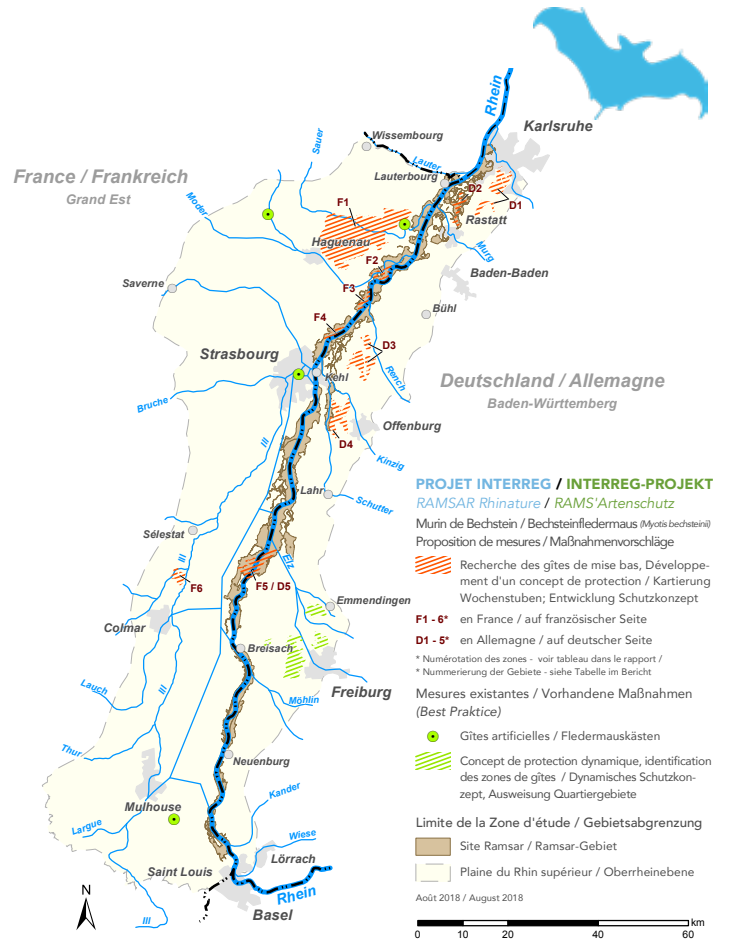 Rhein
Karlsruhe
Wissembourg
Sauer
Lauter
Lauterbourg
France / Frankreich
Grand Est
D2
D1
Moder
F1
Rastatt
Haguenau
Murg
F2
Baden-Baden
Saverne
F3
Bühl
F4
D3
Strasbourg
Rench
Kehl
Deutschland / Allemagne
Baden-Württemberg
Bruche
Offenburg
Ill
D4
Kinzig
Lahr
Schutter
Sélestat
Ill
Elz
F6
F5 / D5
Emmendingen
Colmar
Breisach
Freiburg
Lauch
Ill
Möhlin
Thur
Neuenburg
Kander
Mulhouse
Largue
Wiese
Lörrach
Saint Louis
Rhein
Basel
N
Ill
PROJET INTERREG / INTERREG-PROJEKT
RAMSAR Rhinature / RAMS'Artenschutz
Murin de Bechstein / Bechsteinfledermaus (Myotis bechsteinii)
Proposition de mesures / Maßnahmenvorschläge
Recherche des gîtes de mise bas, Développe-
ment d'un concept de protection / Kartierung
Wochenstuben; Entwicklung Schutzkonzept
F1 - 6* en France / auf französischer Seite
D1 - 5* en Allemagne / auf deutscher Seite
* Numérotation des zones - voir tableau dans le rapport /
* Nummerierung der Gebiete - siehe Tabelle im Bericht
Mesures existantes / Vorhandene Maßnahmen
(Best Praktice)
Gîtes artificielles / Fledermauskästen
Concept de protection dynamique, identification
des zones de gîtes / Dynamisches Schutzkon-
zept, Ausweisung Quartiergebiete
Limite de la Zone d'étude / Gebietsabgrenzung
Site Ramsar / Ramsar-Gebiet
Plaine du Rhin supérieur / Oberrheinebene
Août 2018 / August 2018
km
0 10 20 40 60